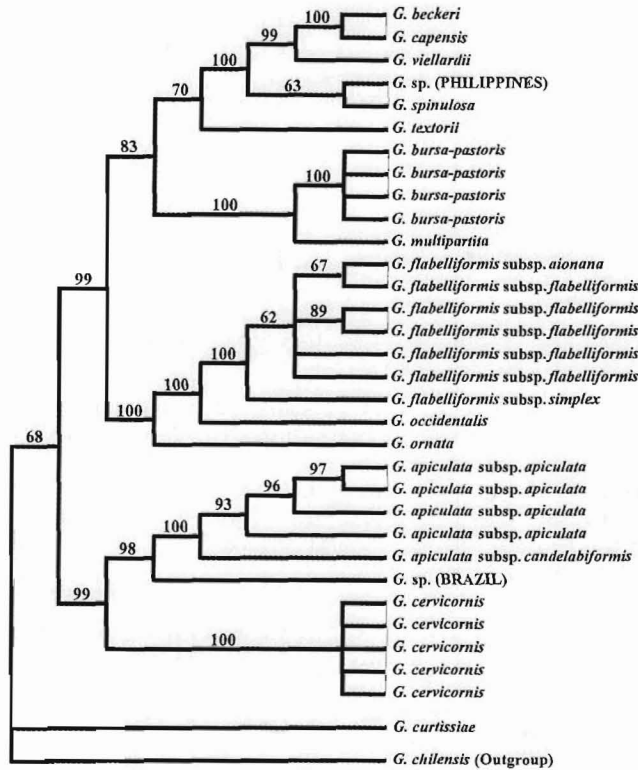 100
G. beckeri
99
G. capensis
100
G. viellardii
70
63
G. sp. (PHILIPPINES)
G. spinulosa
83
G. textorii
G. bursa-pastoris
100
G. bursa-pastoris
100
G. bursa-pastoris
G. bursa-pastoris
G. multipartita
99
67
G. flabelliformis subsp. aionana
G. flabelliformis subsp. flabelliformis
62
89
G. flabelliformis subsp. flabelliformis
G. flabelliformis subsp. flabelliformis
100
G. flabelliformis subsp. flabelliformis
100
G. flabelliformis subsp. flabelliformis
100
G. flabelliformis subsp. simplex
G. occidentalis
68
G. ornata
97
G. apiculata subsp. apiculata
96
G. apiculata subsp. apiculata
93
G. apiculata subsp. apiculata
100
G. apiculata subsp. apiculata
98
G. apiculata subsp. candelabiformis
99
G. sp. (BRAZIL)
G. cervicornis
G. cervicornis
100
G. cervicornis
G. cervicornis
G. cervicornis
G. curtissiae
G. chilensis (Outgroup)